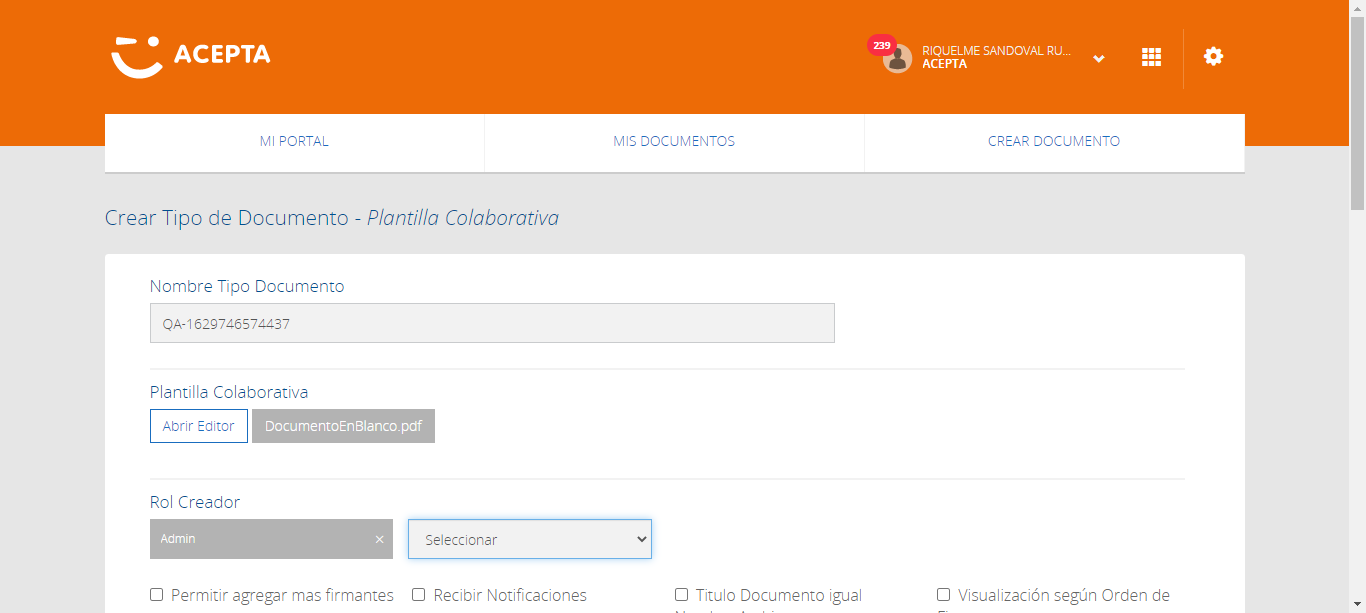 ACEPTA
239
RIQUELME SANDOVAL RU...
ACEPTA
MI PORTAL
MIS DOCUMENTOS
CREAR DOCUMENTO
Crear Tipo de Documento - Plantilla Colaborativa
Nombre Tipo Documento
QA-1629746574437
Plantilla Colaborativa
Abrir Editor
DocumentoEnBlanco.pdf
Rol Creador
Admin ×
Seleccionar
Permitir agregar mas firmantes
Recibir Notificaciones
Titulo Documento igual
Visualización según Orden de